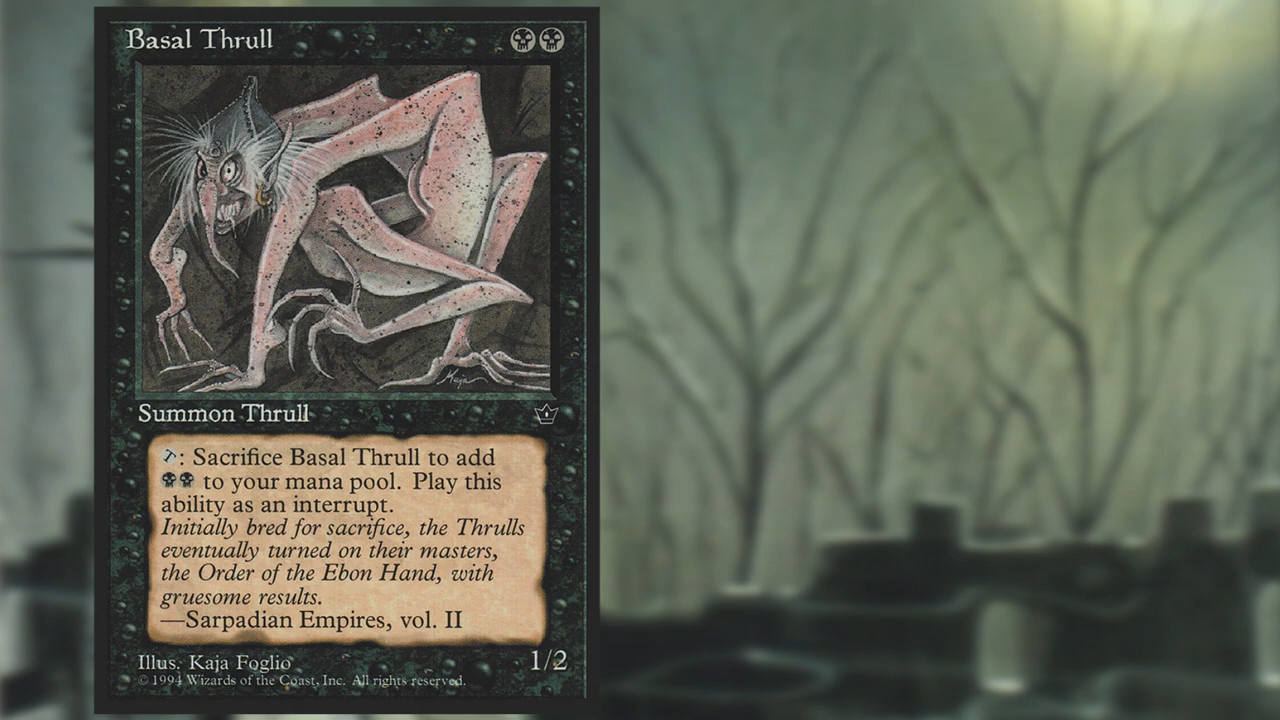 Basal Thrull
Summon Thrull
: Sacrifice Basal Thrull to add
to your mana pool. Play this
ability as an interrupt.
Initially bred for sacrifice, the Thrulls
eventually turned on their masters,
the Order of the Ebon Hand, with
gruesome results.
—Sarpadian Empires, vol. II
Kaja
Illus. Kaja Foglio
1/2
© 1994 Wizards of the Coast, Inc. All rights reserved.